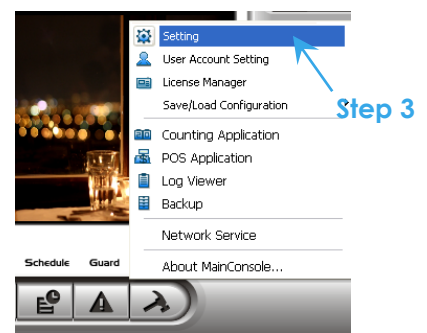 Setting
User Account Setting
License Manager
Save/Load Configuration
Step 3
Counting Application
POS Application
Log Viewer
Backup
Network Service
Schedule Guard
About MainConsole...